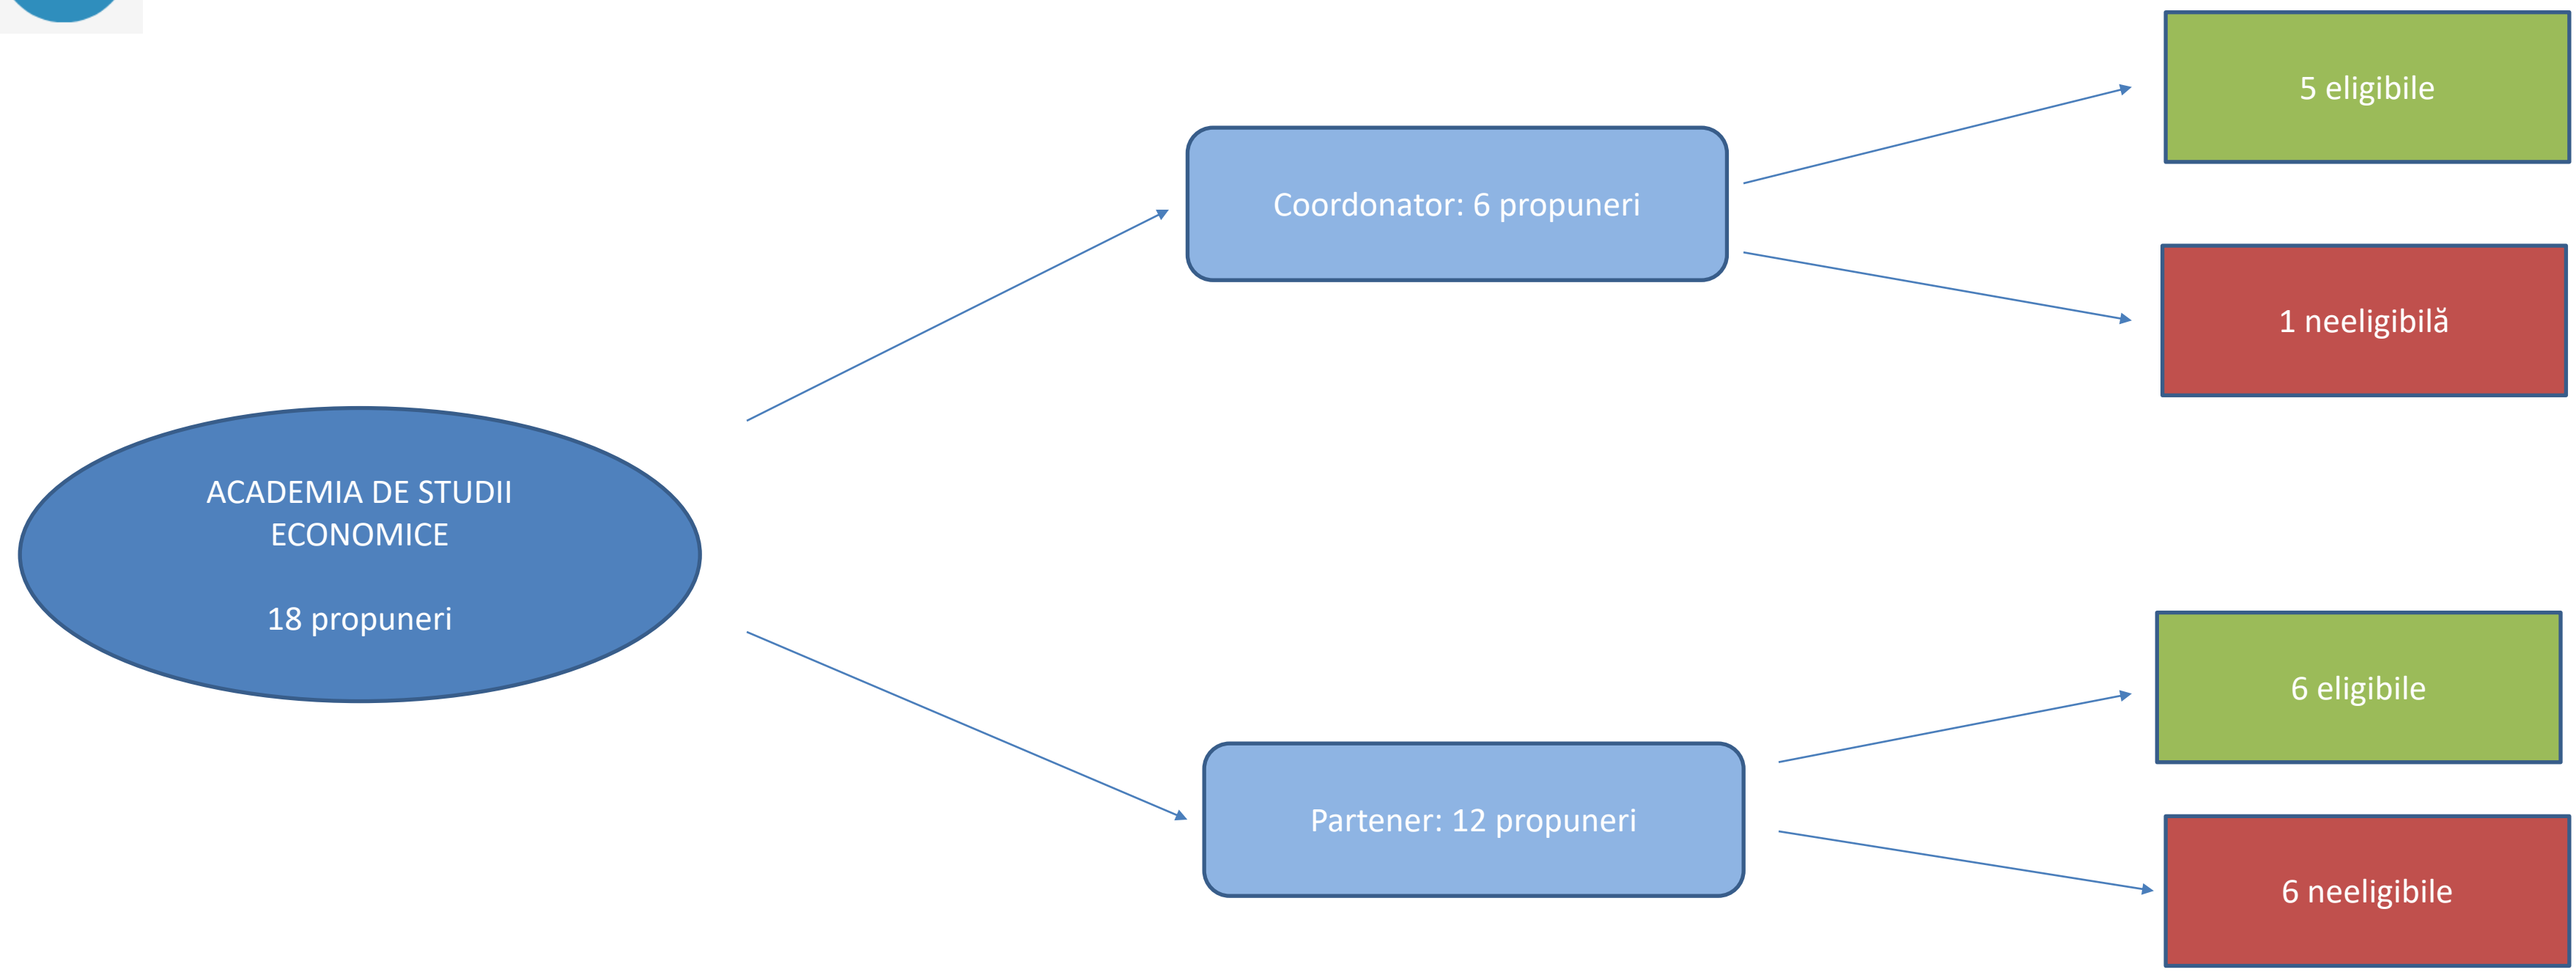 5 eligibile
Coordonator: 6 propuneri
1 neeligibilă
ACADEMIA DE STUDII
ECONOMICE
18 propuneri
6 eligibile
Partener: 12 propuneri
6 neeligibile